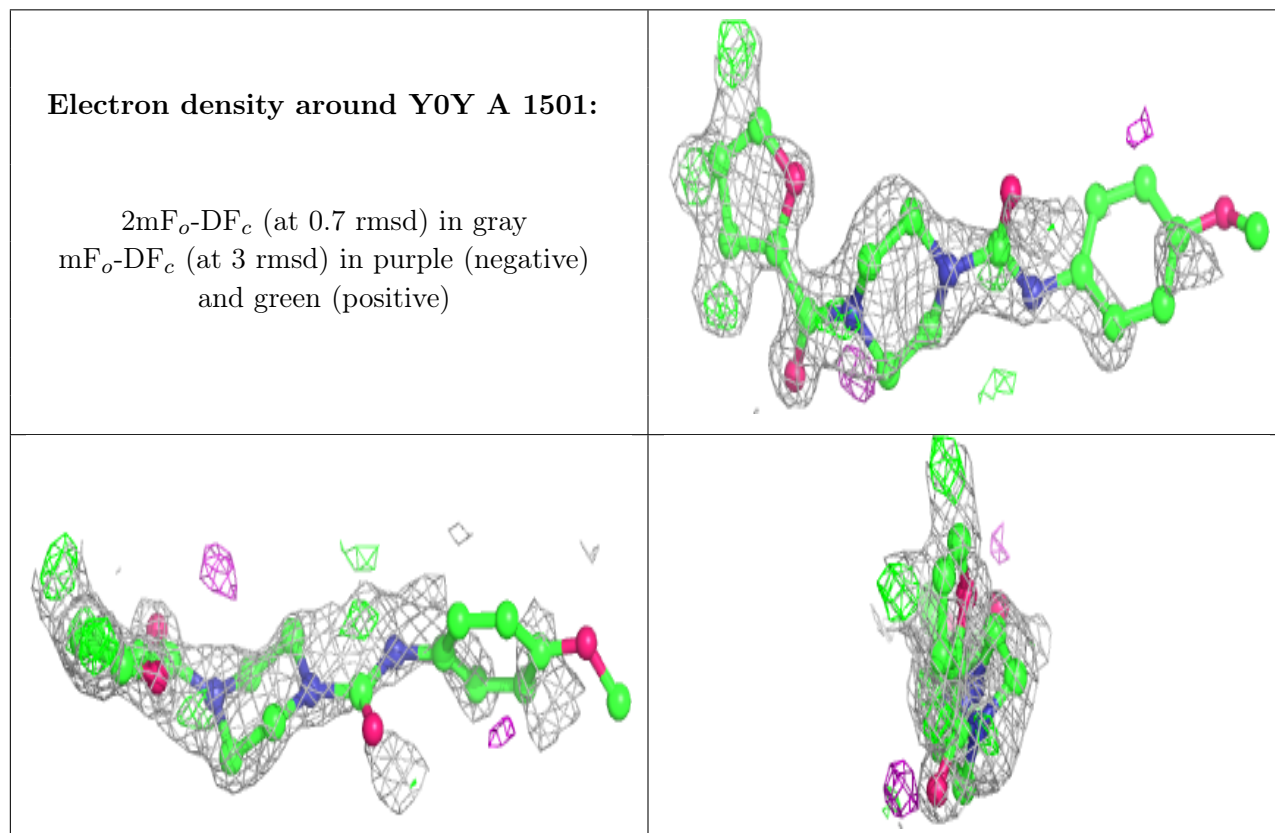 Electron density around Y0Y A 1501:
2mFₒ-DF𝒸 (at 0.7 rmsd) in gray
mFₒ-DF𝒸 (at 3 rmsd) in purple (negative)
and green (positive)